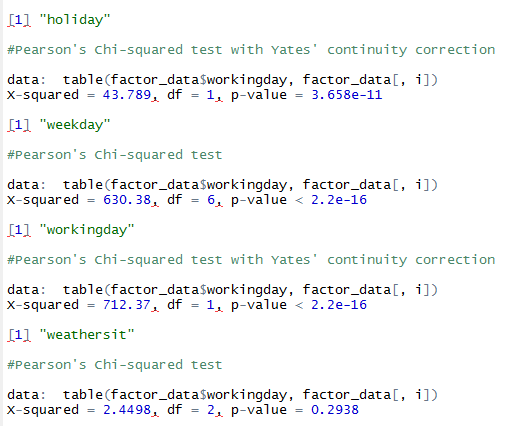 [1] "holiday"
#Pearson's Chi-squared test with Yates' continuity correction
data:  table(factor_data$workingday, factor_data[, i])
X-squared = 43.789, df = 1, p-value = 3.658e-11
[1] "weekday"
#Pearson's Chi-squared test
data:  table(factor_data$workingday, factor_data[, i])
X-squared = 630.38, df = 6, p-value < 2.2e-16
[1] "workingday"
#Pearson's Chi-squared test with Yates' continuity correction
data:  table(factor_data$workingday, factor_data[, i])
X-squared = 712.37, df = 1, p-value < 2.2e-16
[1] "weathersit"
#Pearson's Chi-squared test
data:  table(factor_data$workingday, factor_data[, i])
X-squared = 2.4498, df = 2, p-value = 0.2938